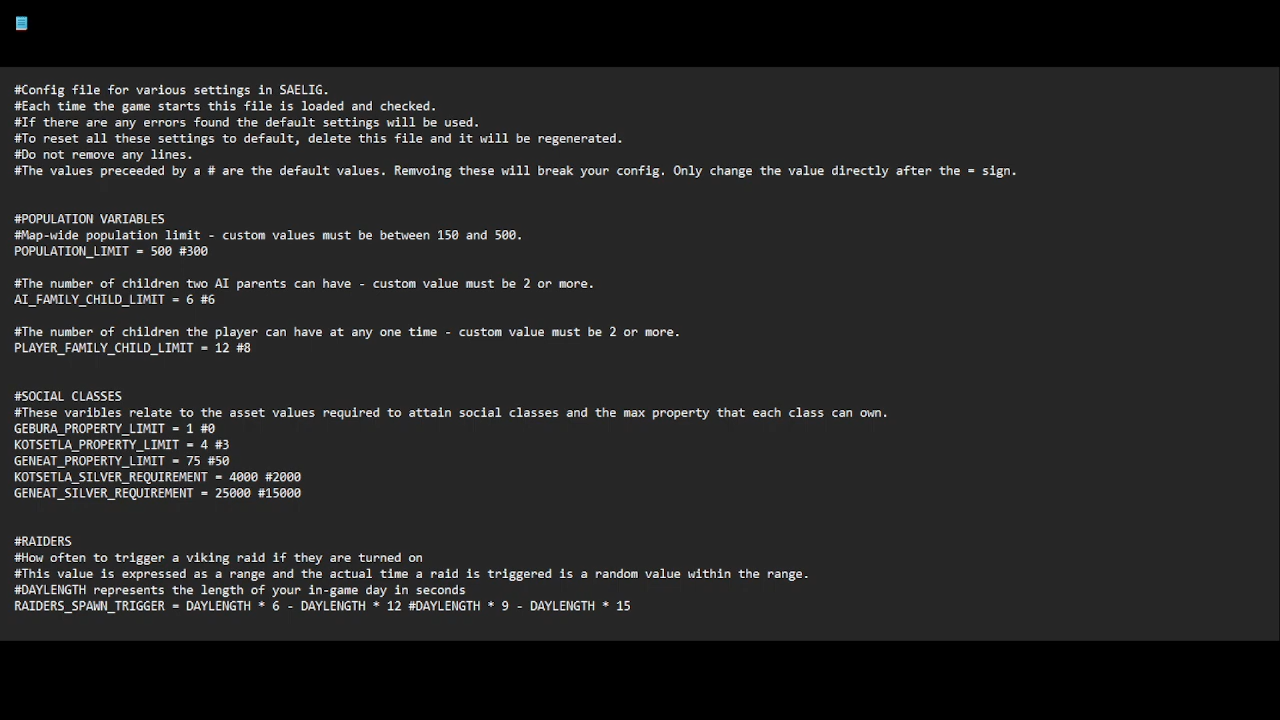 #Config file for various settings in SAELIG.
#Each time the game starts this file is loaded and checked.
#If there are any errors found the default settings will be used.
#To reset all these settings to default, delete this file and it will be regenerated.
#Do not remove any lines.
#The values preceeded by a # are the default values. Remvoing these will break your config. Only change the value directly after the = sign.
#POPULATION VARIABLES
#Map-wide population limit - custom values must be between 150 and 500.
POPULATION_LIMIT = 500 #300
#The number of children two AI parents can have - custom value must be 2 or more.
AI_FAMILY_CHILD_LIMIT = 6 #6
#The number of children the player can have at any one time - custom value must be 2 or more.
PLAYER_FAMILY_CHILD_LIMIT = 12 #8
#SOCIAL CLASSES
#These varibles relate to the asset values required to attain social classes and the max property that each class can own.
GEBURA_PROPERTY_LIMIT = 1 #0
KOTSETLA_PROPERTY_LIMIT = 4 #3
GENEAT_PROPERTY_LIMIT = 75 #50
KOTSETLA_SILVER_REQUIREMENT = 4000 #2000
GENEAT_SILVER_REQUIREMENT = 25000 #15000
#RAIDERS
#How often to trigger a viking raid if they are turned on
#This value is expressed as a range and the actual time a raid is triggered is a random value within the range.
#DAYLENGTH represents the length of your in-game day in seconds
RAIDERS_SPAWN_TRIGGER = DAYLENGTH * 6 - DAYLENGTH * 12 #DAYLENGTH * 9 - DAYLENGTH * 15